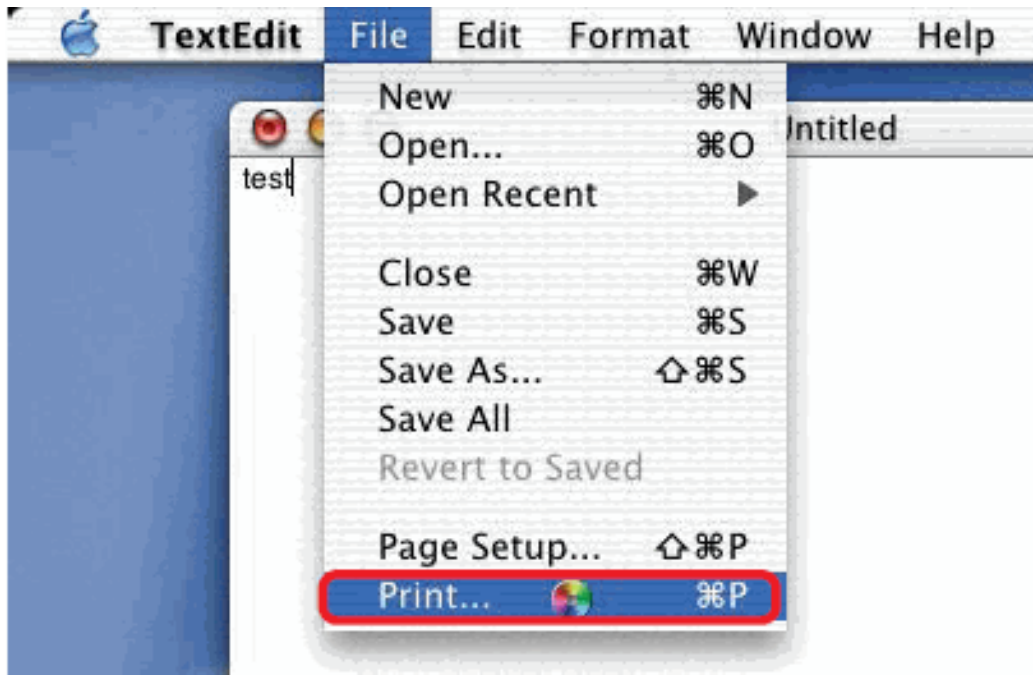 TextEdit File Edit Format Window Help
New ⌘N
Untitled
Open... ⌘O
test
Open Recent ▶
Close ⌘W
Save ⌘S
Save As... ⇧⌘S
Save All
Revert to Saved
Page Setup... ⇧⌘P
Print... ⌘P